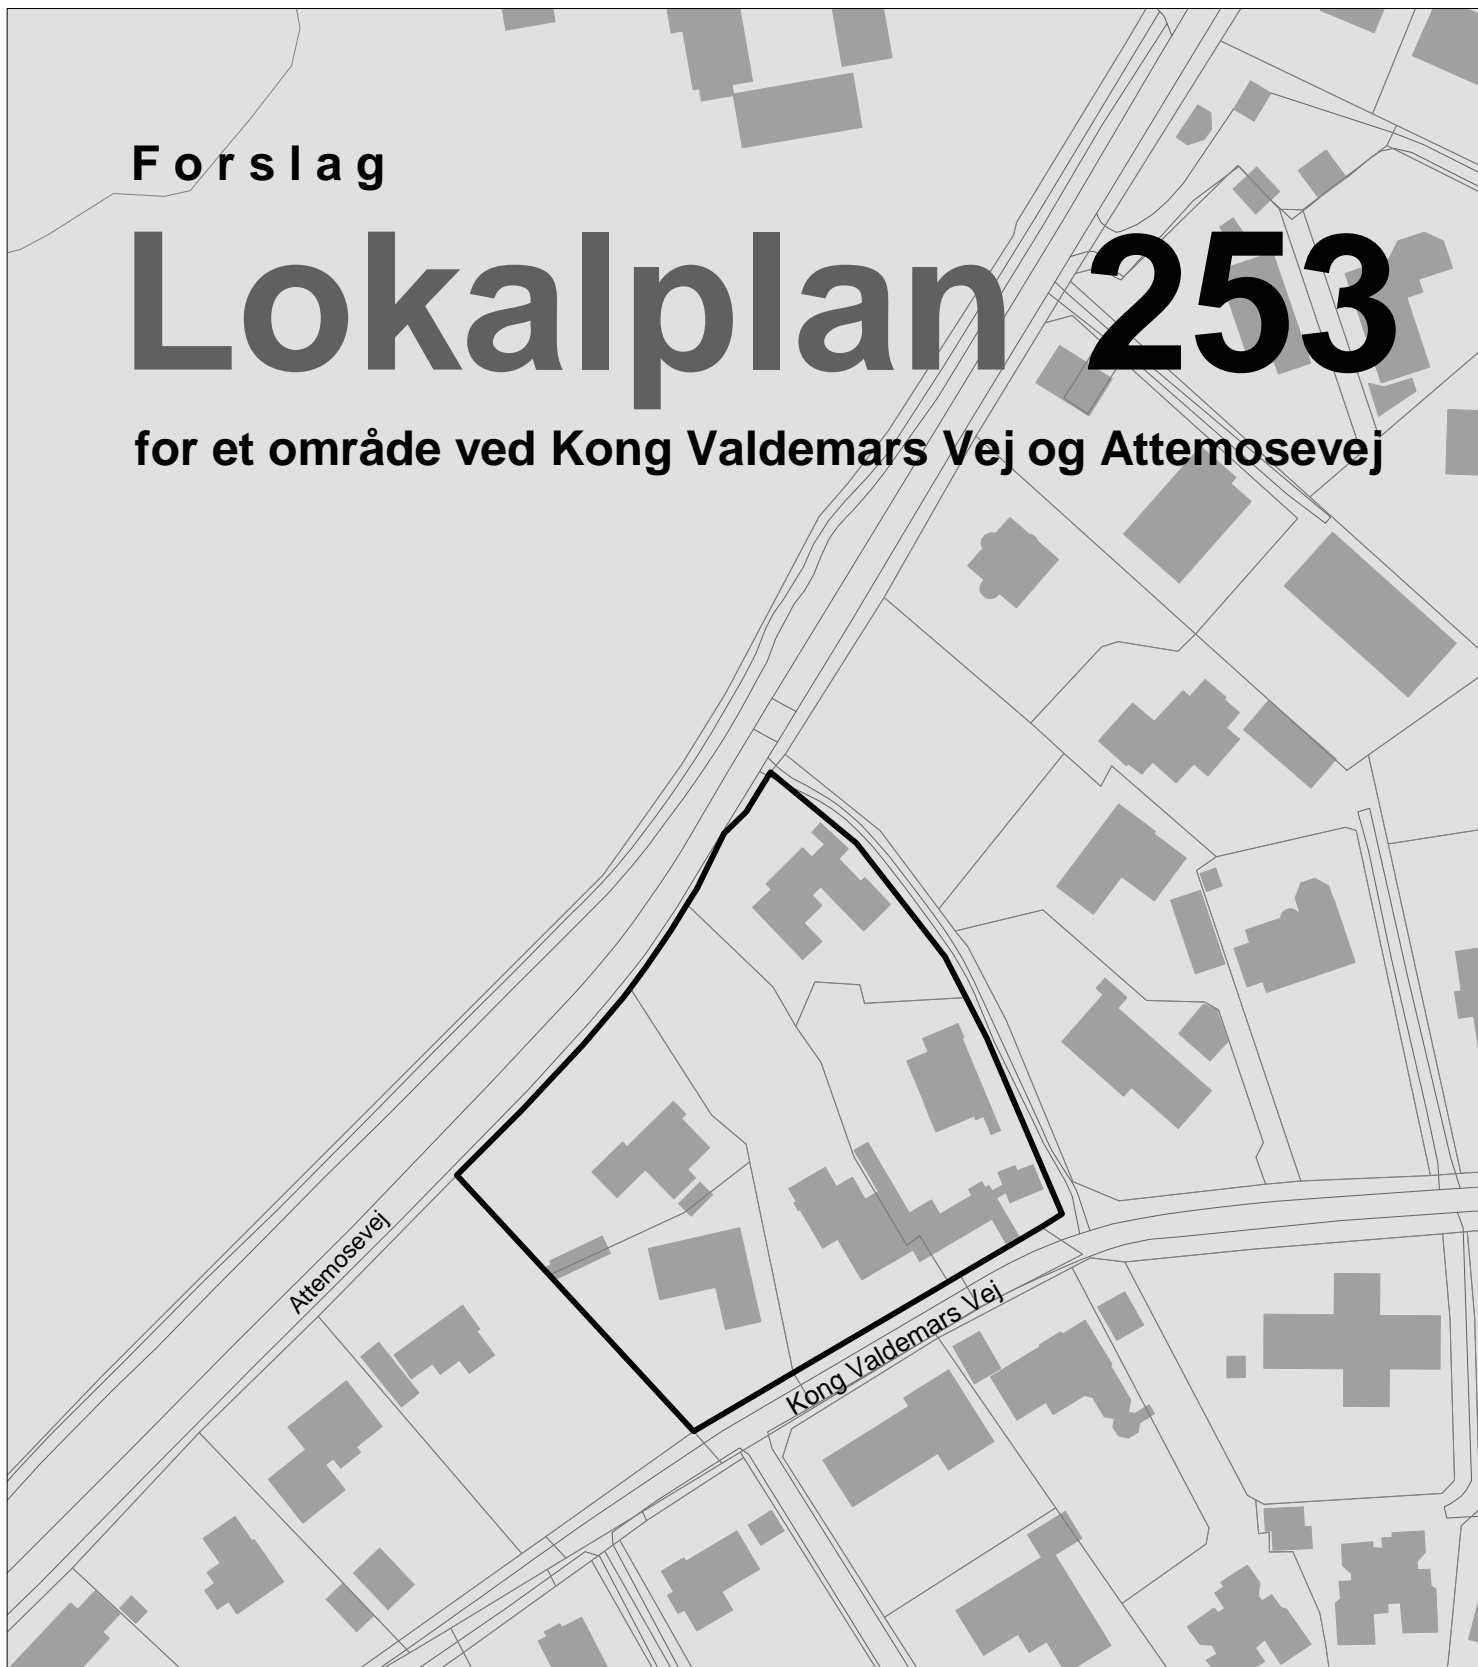 Forslag
Lokalplan 253
for et område ved Kong Valdemars Vej og Attemosevej
Attemosevej
Kong Valdemars Vej